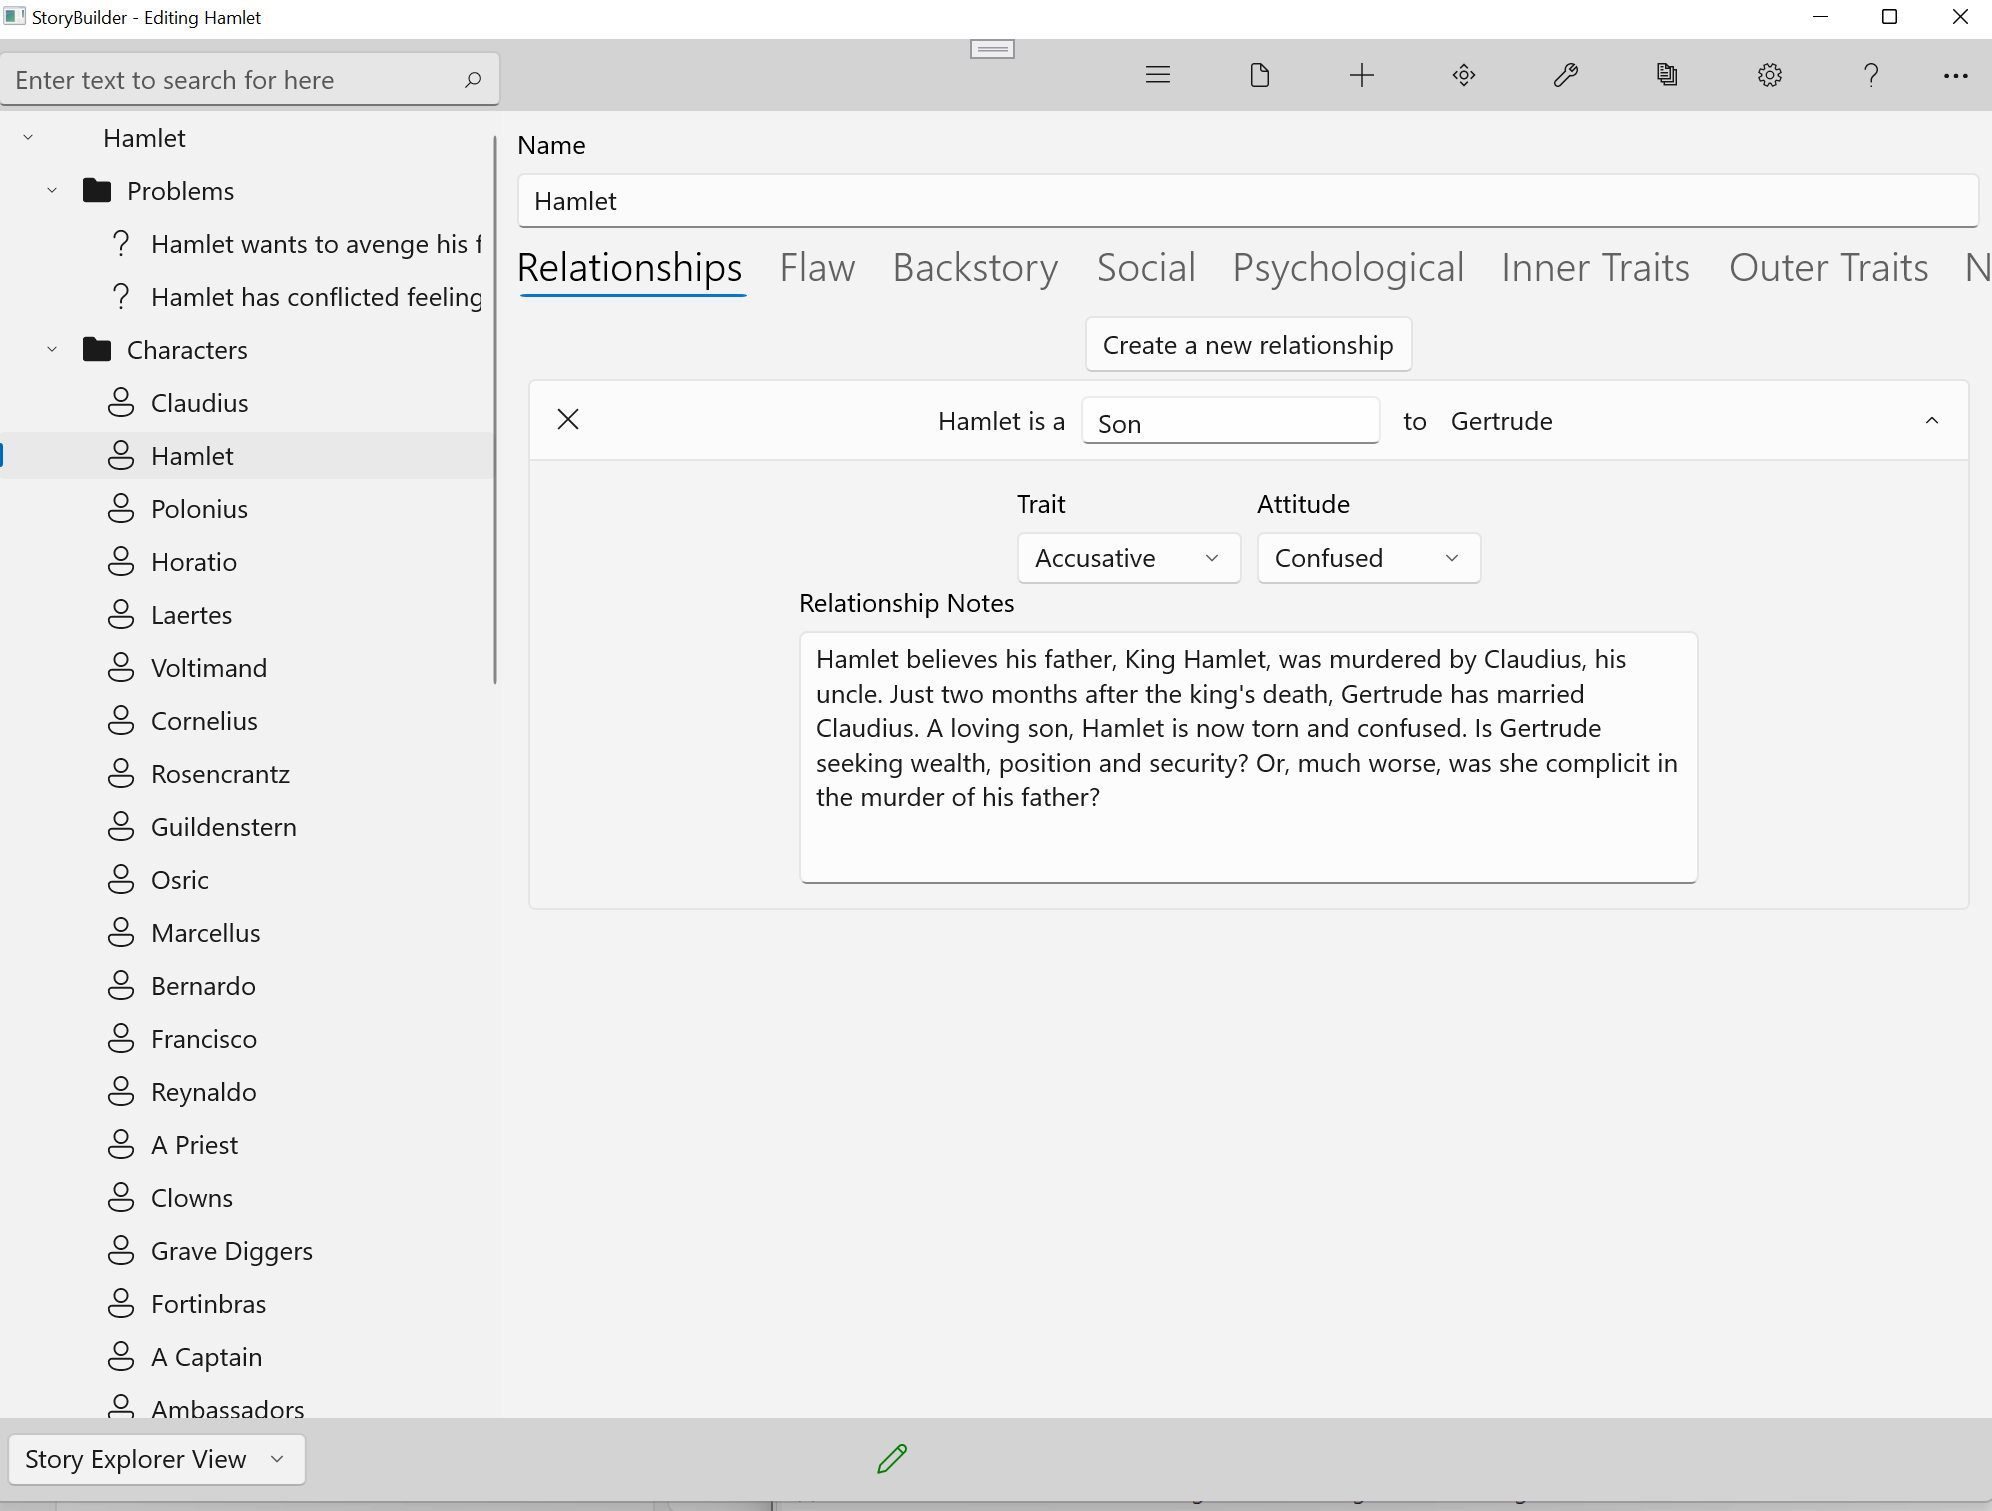 StoryBuilder - Editing Hamlet
Enter text to search for here
Hamlet
Problems
Hamlet wants to avenge his f
Hamlet has conflicted feeling
Characters
Claudius
Hamlet
Polonius
Horatio
Laertes
Voltimand
Cornelius
Rosencrantz
Guildenstern
Osric
Marcellus
Bernardo
Francisco
Reynaldo
A Priest
Clowns
Grave Diggers
Fortinbras
A Captain
Ambassadors
Story Explorer View
Name
Hamlet
Relationships Flaw Backstory Social Psychological Inner Traits Outer Traits N
Create a new relationship
Hamlet is a Son to Gertrude
Trait Attitude
Accusative Confused
Relationship Notes
Hamlet believes his father, King Hamlet, was murdered by Claudius, his
uncle. Just two months after the king's death, Gertrude has married
Claudius. A loving son, Hamlet is now torn and confused. Is Gertrude
seeking wealth, position and security? Or, much worse, was she complicit in
the murder of his father?